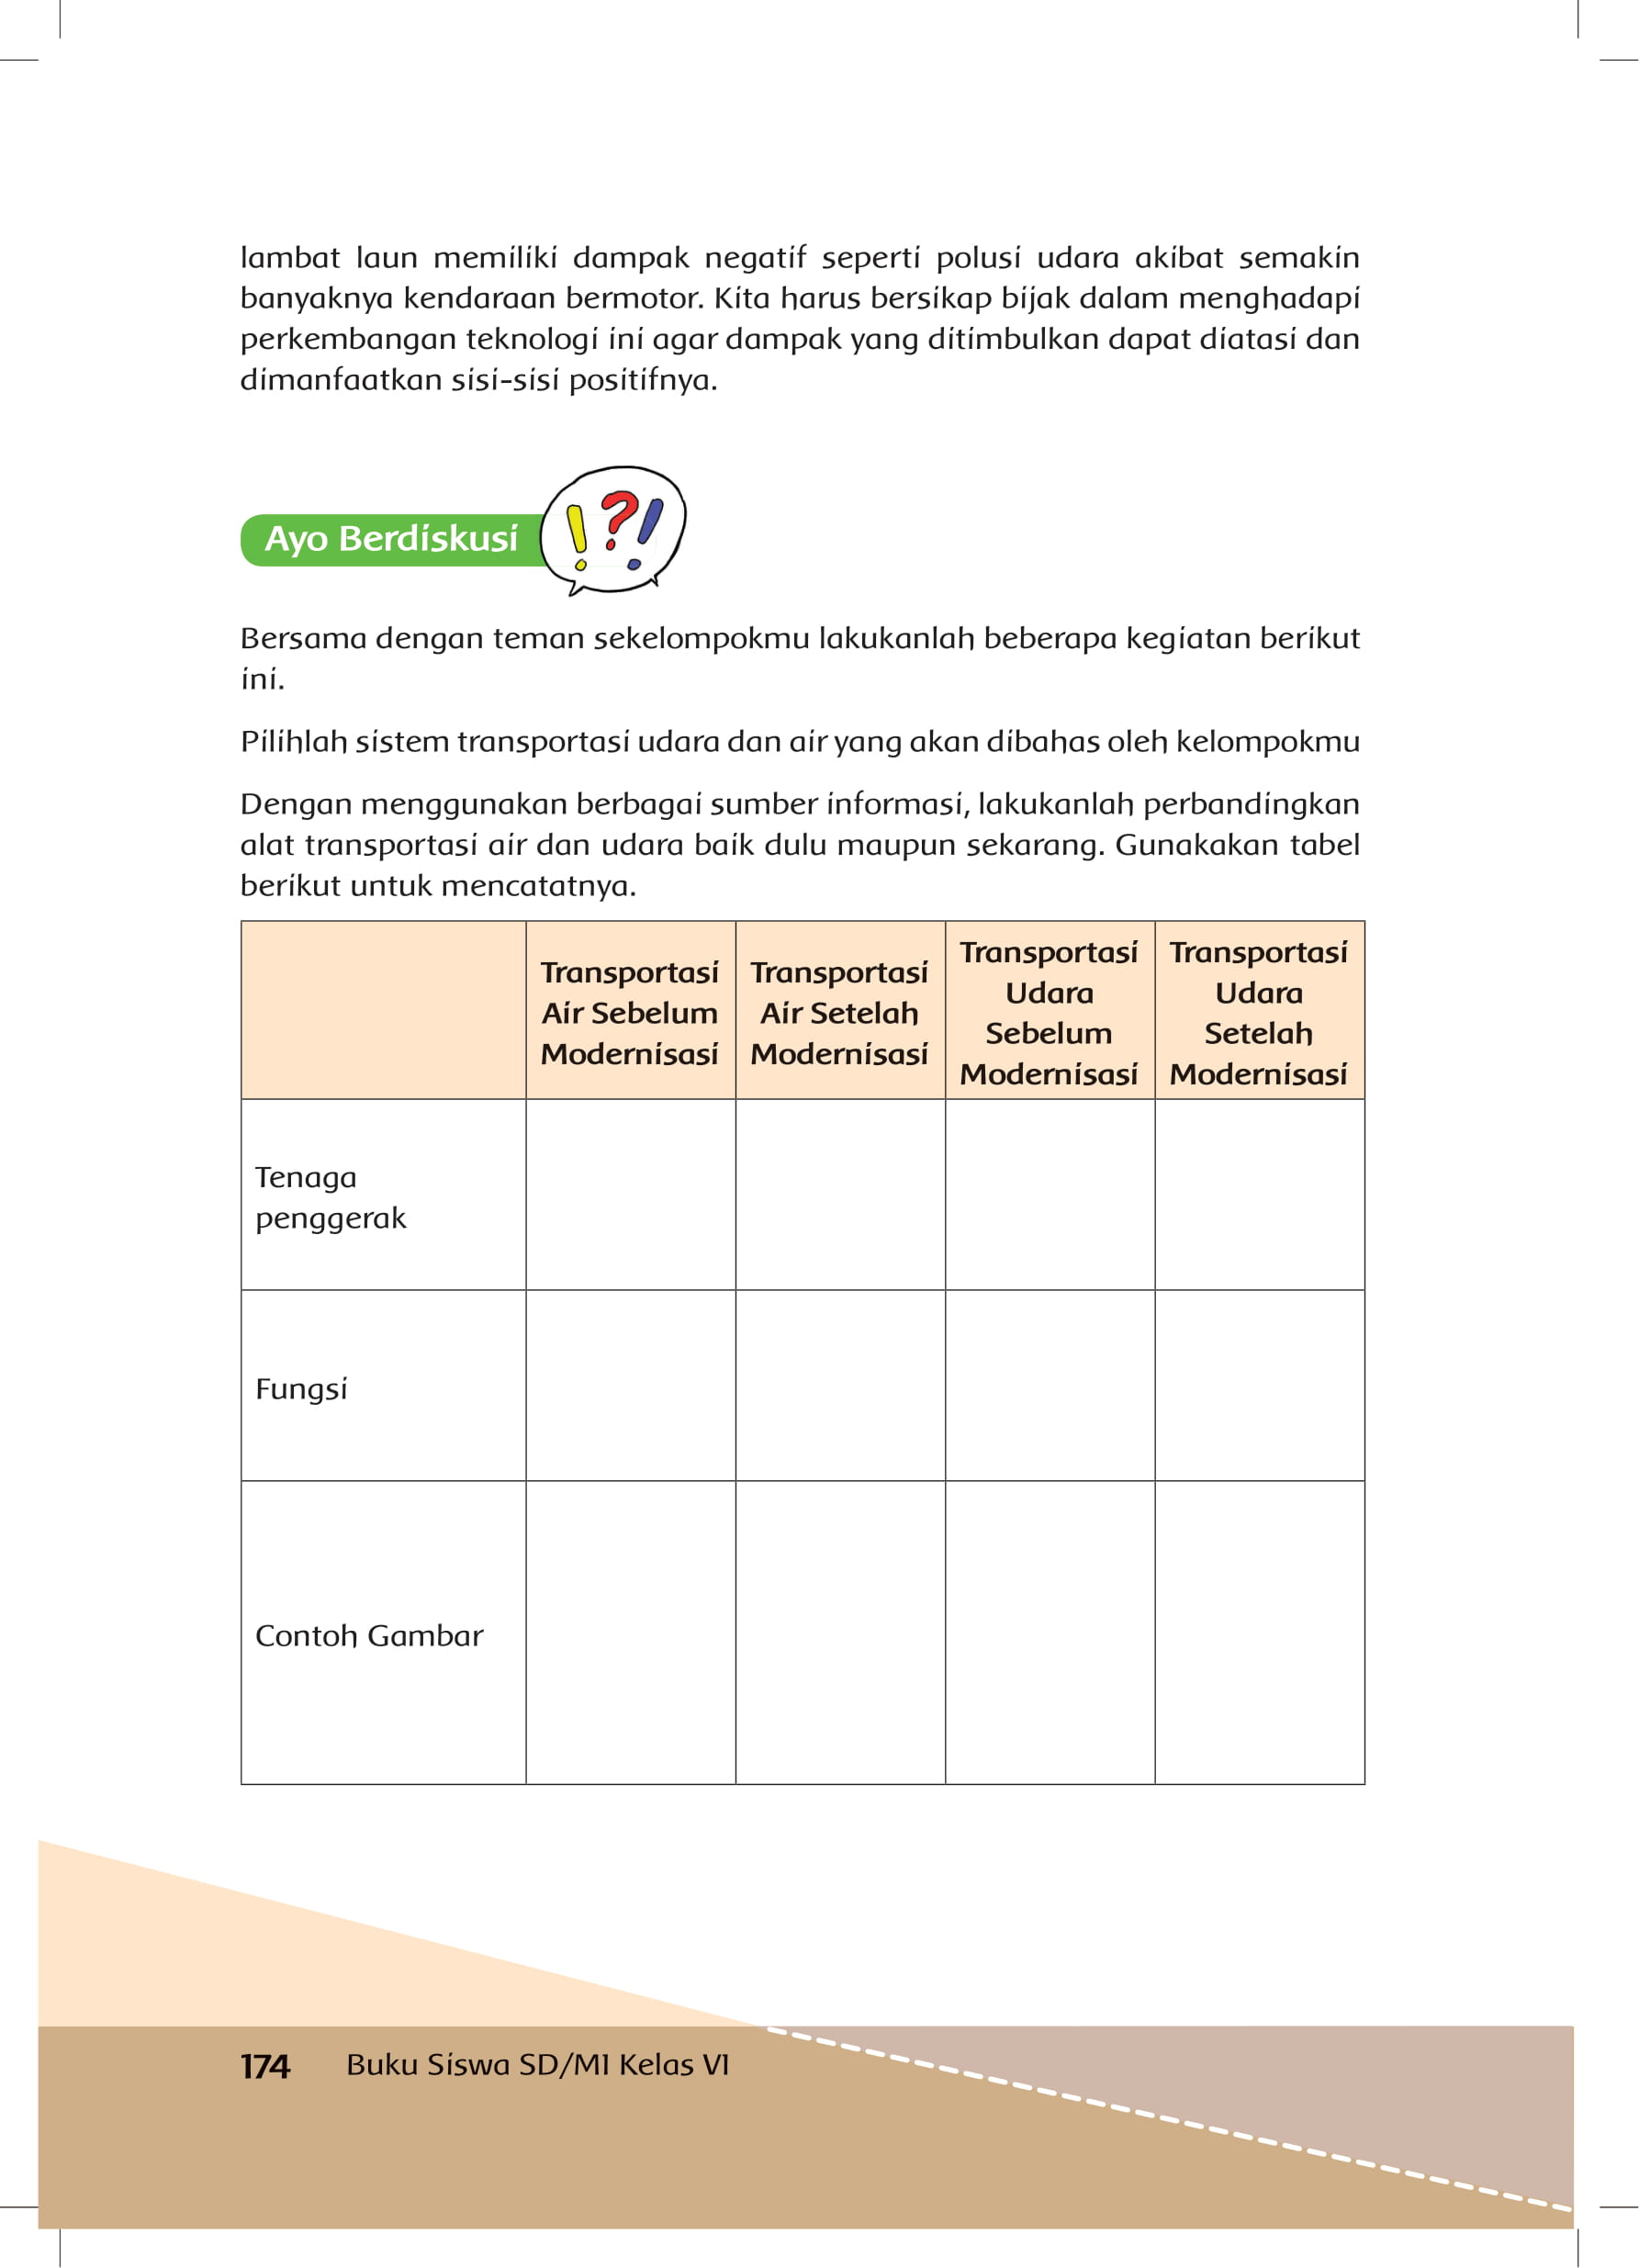 lambat laun memiliki dampak negatif seperti polusi udara akibat semakin
banyaknya kendaraan bermotor. Kita harus bersikap bijak dalam menghadapi
perkembangan teknologi ini agar dampak yang ditimbulkan dapat diatasi dan
dimanfaatkan sisi-sisi positifnya.
Ayo Berdiskusi
!?!
Bersama dengan teman sekelompokmu lakukanlah beberapa kegiatan berikut
ini.
Pilihlah sistem transportasi udara dan air yang akan dibahas oleh kelompokmu
Dengan menggunakan berbagai sumber informasi, lakukanlah perbandingkan
alat transportasi air dan udara baik dulu maupun sekarang. Gunakakan tabel
berikut untuk mencatatnya.
Transportasi
Air Sebelum
Modernisasi
Transportasi
Air Setelah
Modernisasi
Transportasi
Udara
Sebelum
Modernisasi
Transportasi
Udara
Setelah
Modernisasi
Tenaga
penggerak
Fungsi
Contoh Gambar
174 Buku Siswa SD/MI Kelas VI